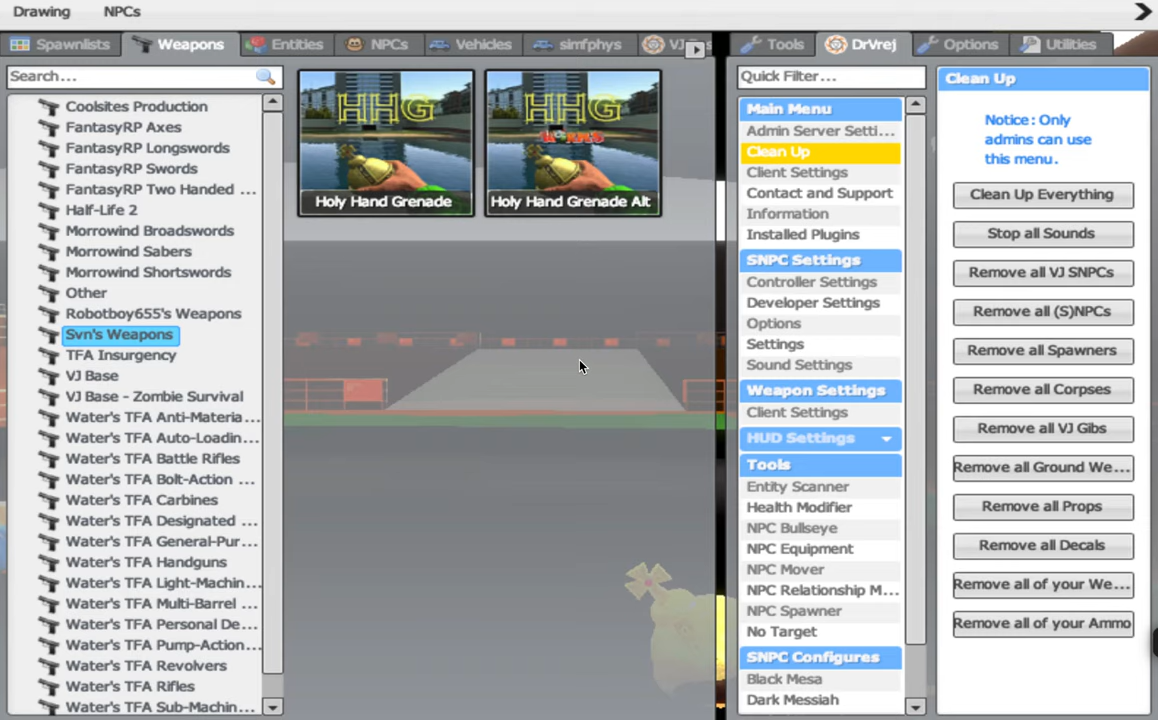 Drawing NPCs
Spawnlists Weapons Entities NPCs Vehicles simfphys
Tools DrVrej Options Utilities
Search...
Coolsites Production
FantasyRP Axes
FantasyRP Longswords
FantasyRP Swords
FantasyRP Two Handed ...
Half-Life 2
Morrowind Broadswords
Morrowind Sabers
Morrowind Shortswords
Other
Robotboy655's Weapons
Svn's Weapons
TFA Insurgency
VJ Base
VJ Base - Zombie Survival
Water's TFA Anti-Materia...
Water's TFA Auto-Loadin...
Water's TFA Battle Rifles
Water's TFA Bolt-Action ...
Water's TFA Carbines
Water's TFA Designated ...
Water's TFA General-Pur...
Water's TFA Handguns
Water's TFA Light-Machin...
Water's TFA Multi-Barrel ...
Water's TFA Personal De...
Water's TFA Pump-Action...
Water's TFA Revolvers
Water's TFA Rifles
Water's TFA Sub-Machin...
HHG
Holy Hand Grenade
HHG
Holy Hand Grenade Alt
Quick Filter...
Main Menu
Admin Server Setti...
Clean Up
Client Settings
Contact and Support
Information
Installed Plugins
SNPC Settings
Controller Settings
Developer Settings
Options
Settings
Sound Settings
Weapon Settings
Client Settings
HUD Settings
Tools
Entity Scanner
Health Modifier
NPC Bullseye
NPC Equipment
NPC Mover
NPC Relationship M...
NPC Spawner
No Target
SNPC Configures
Black Mesa
Dark Messiah
Clean Up
Notice: Only
admins can use
this menu.
Clean Up Everything
Stop all Sounds
Remove all VJ SNPCs
Remove all (S)NPCs
Remove all Spawners
Remove all Corpses
Remove all VJ Gibs
Remove all Ground We...
Remove all Props
Remove all Decals
Remove all of your We...
Remove all of your Ammo